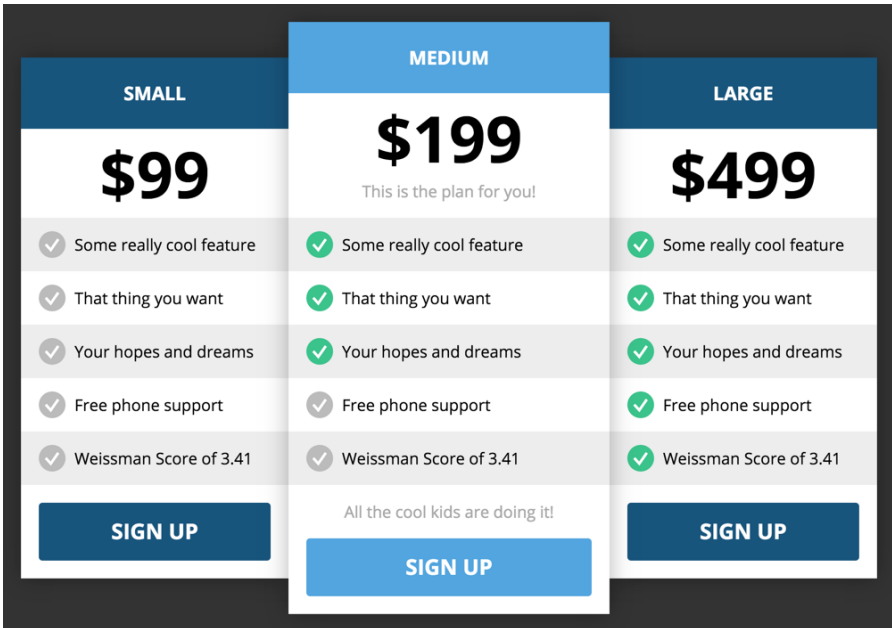 SMALL
$99
Some really cool feature
That thing you want
Your hopes and dreams
Free phone support
Weissman Score of 3.41
SIGN UP
MEDIUM
$199
This is the plan for you!
Some really cool feature
That thing you want
Your hopes and dreams
Free phone support
Weissman Score of 3.41
All the cool kids are doing it!
SIGN UP
LARGE
$499
Some really cool feature
That thing you want
Your hopes and dreams
Free phone support
Weissman Score of 3.41
SIGN UP